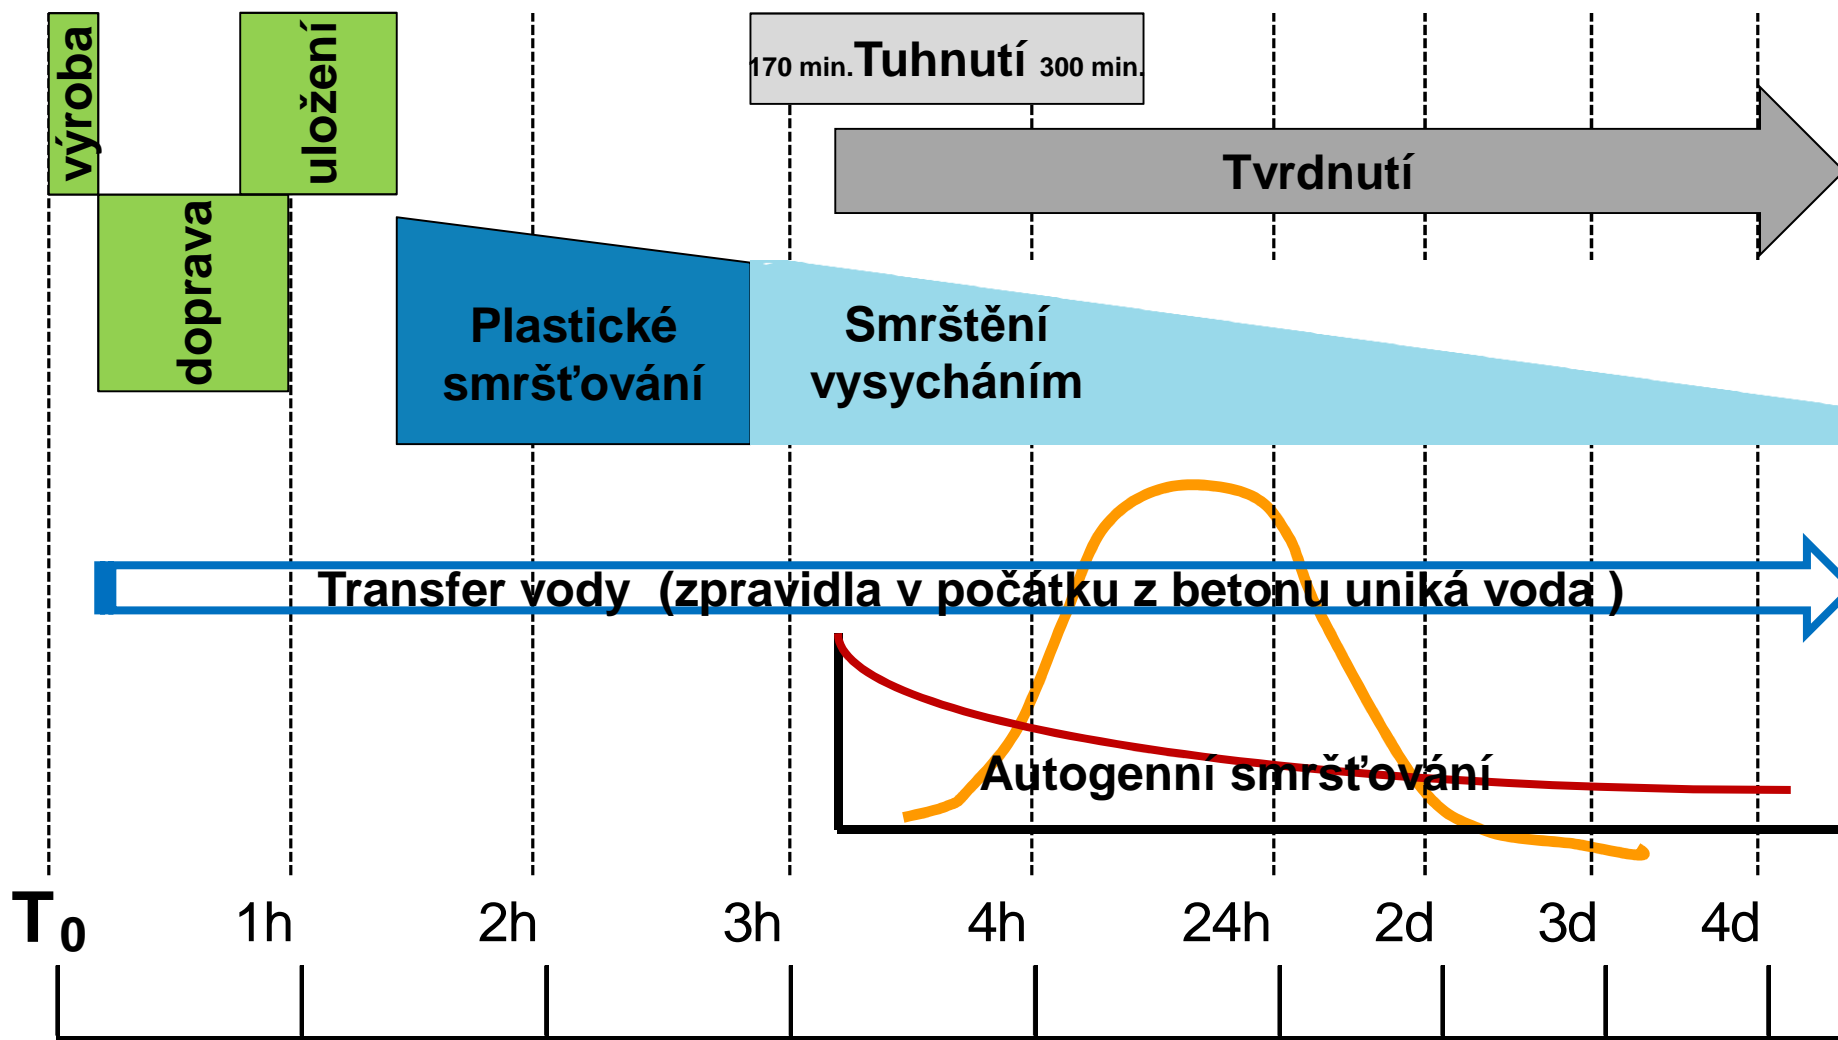 výroba
uložení
doprava
170 min. Tuhnutí 300 min.
Tvrdnutí
Plastické
smršťování
Smrštění
vysycháním
Transfer vody (zpravidla v počátku z betonu uniká voda )
Autogenní smršťování
T0 1h 2h 3h 4h 24h 2d 3d 4d